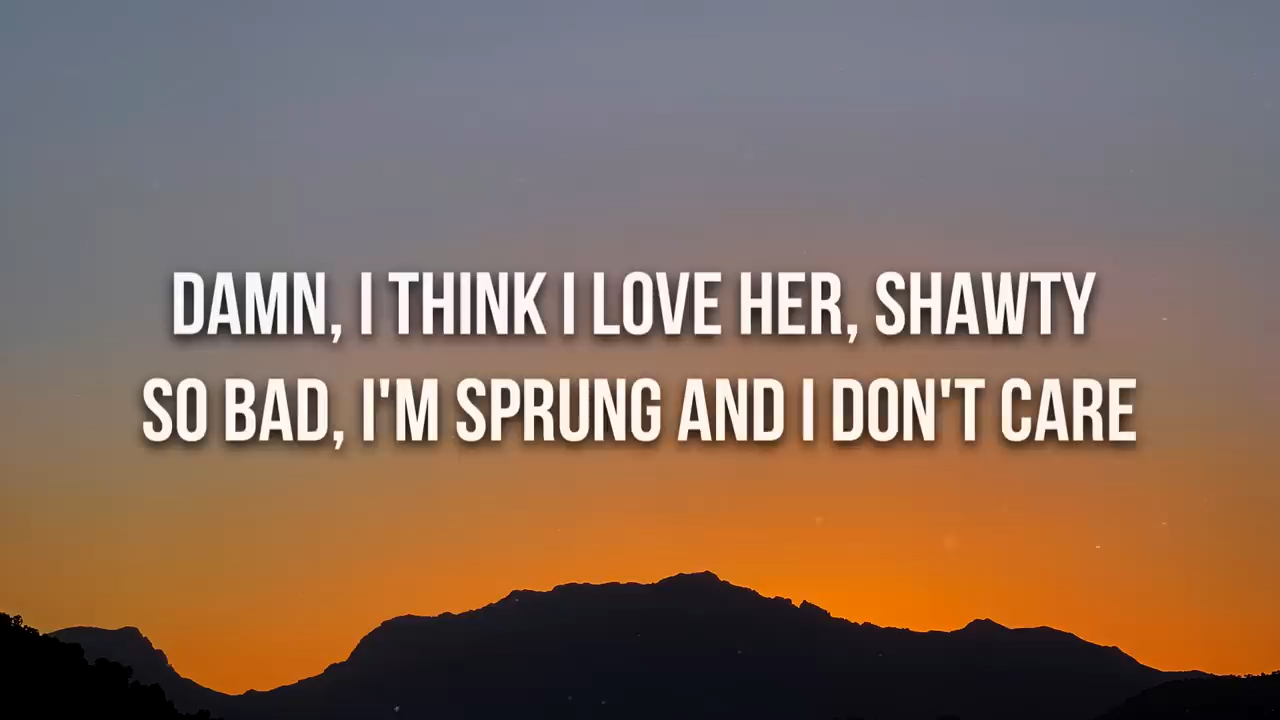 DAMN, I THINK I LOVE HER, SHAWTY
SO BAD, I'M SPRUNG AND I DON'T CARE